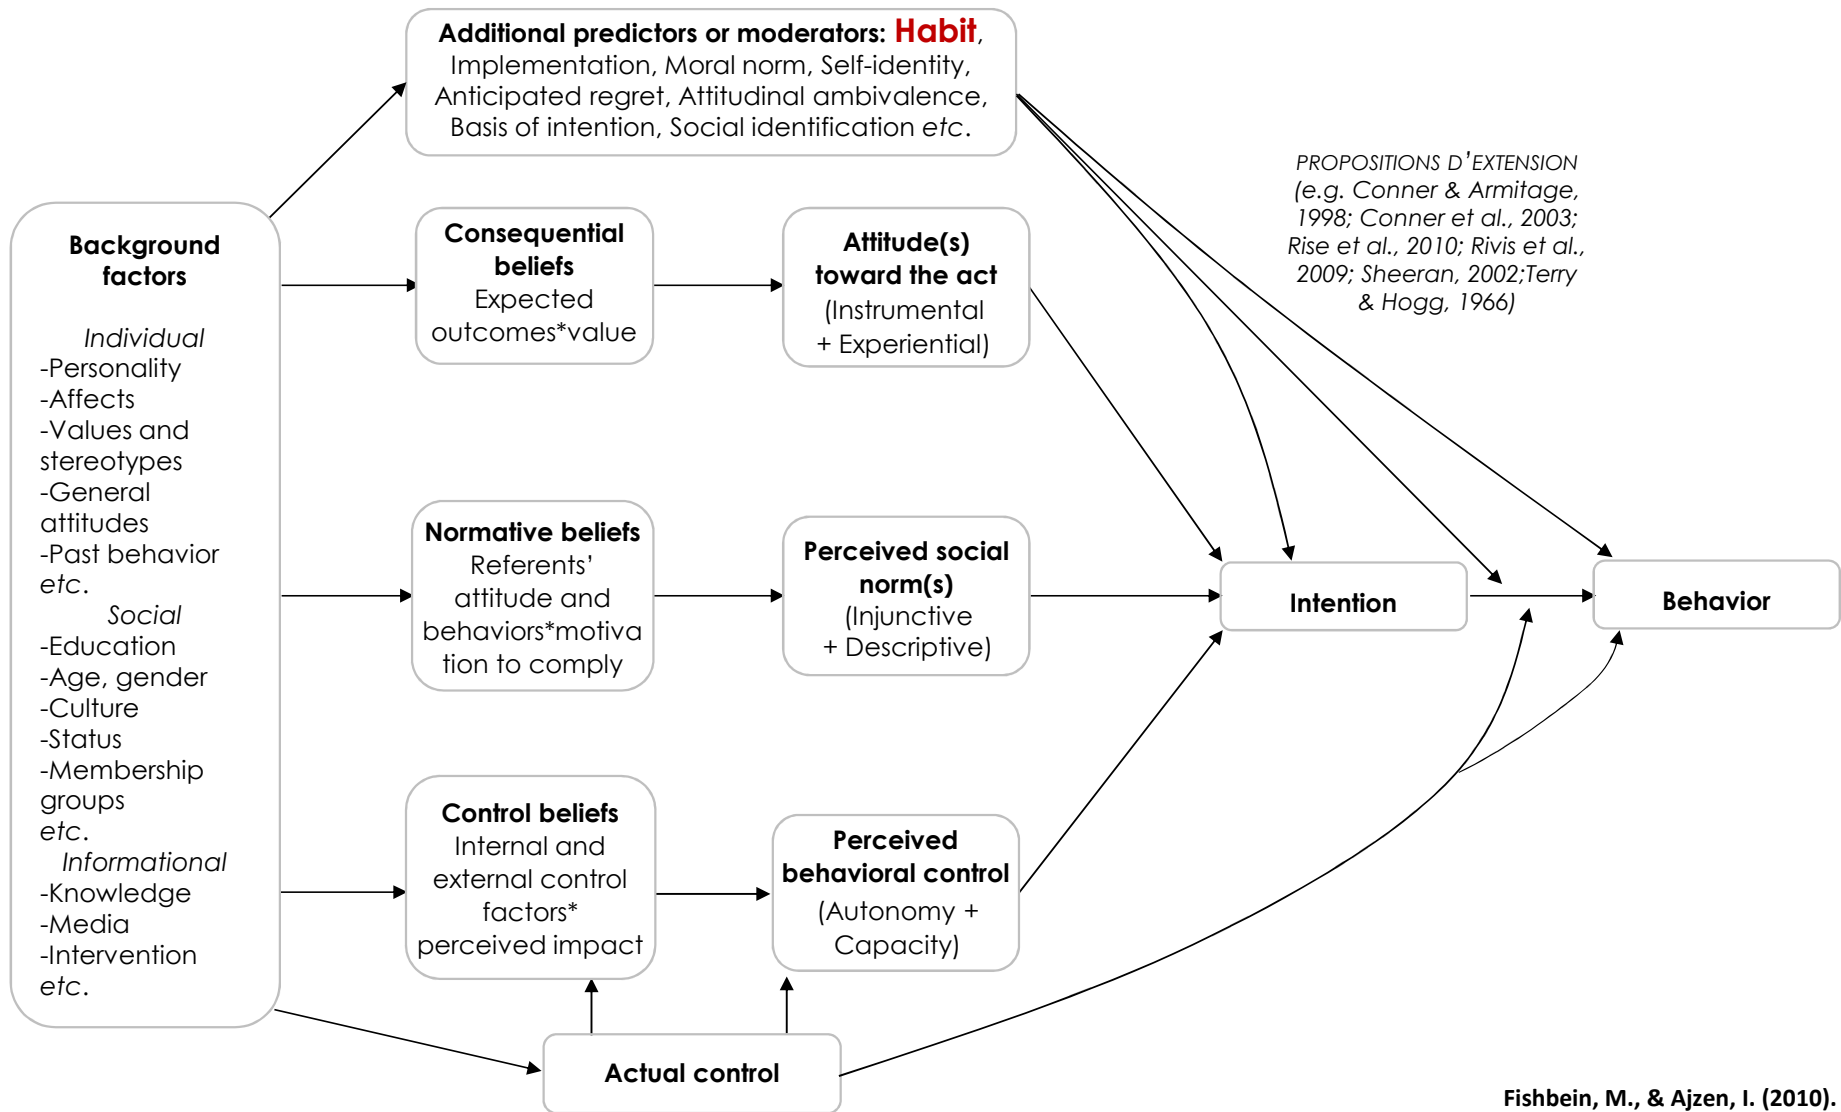 Additional predictors or moderators: Habit,
Implementation, Moral norm, Self-identity,
Anticipated regret, Attitudinal ambivalence,
Basis of intention, Social identification etc.
PROPOSITIONS D'EXTENSION
(e.g. Conner & Armitage,
1998; Conner et al., 2003;
Rise et al., 2010; Rivis et al.,
2009; Sheeran, 2002;Terry
& Hogg, 1966)
Background
factors
Individual
-Personality
-Affects
-Values and
stereotypes
-General
attitudes
-Past behavior
etc.
Social
-Education
-Age, gender
-Culture
-Status
-Membership
groups
etc.
Informational
-Knowledge
-Media
-Intervention
etc.
Consequential
beliefs
Expected
outcomes*value
Attitude(s)
toward the act
(Instrumental
+ Experiential)
Normative beliefs
Referents'
attitude and
behaviors*motiva
tion to comply
Perceived social
norm(s)
(Injunctive
+ Descriptive)
Intention
Behavior
Control beliefs
Internal and
external control
factors*
perceived impact
Perceived
behavioral control
(Autonomy +
Capacity)
Actual control
Fishbein, M., & Ajzen, I. (2010).